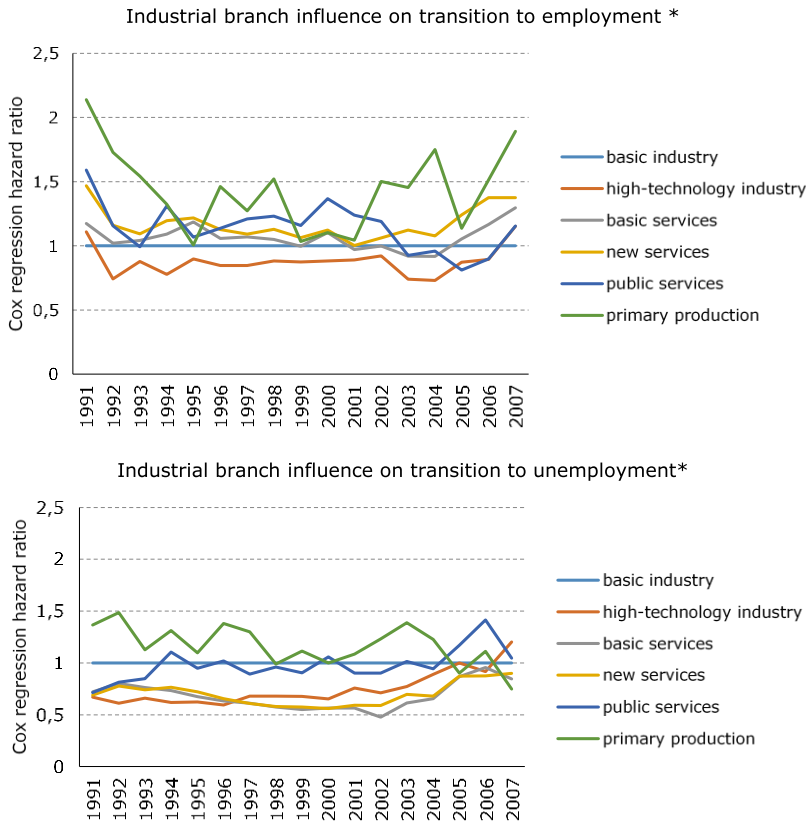 Industrial branch influence on transition to employment *
Cox regression hazard ratio
2,5
2
1,5
1
0,5
0
1991
1992
1993
1994
1995
1996
1997
1998
1999
2000
2001
2002
2003
2004
2005
2006
2007
basic industry
high-technology industry
basic services
new services
public services
primary production
Industrial branch influence on transition to unemployment*
Cox regression hazard ratio
2,5
2
1,5
1
0,5
0
1991
1992
1993
1994
1995
1996
1997
1998
1999
2000
2001
2002
2003
2004
2005
2006
2007
basic industry
high-technology industry
basic services
new services
public services
primary production